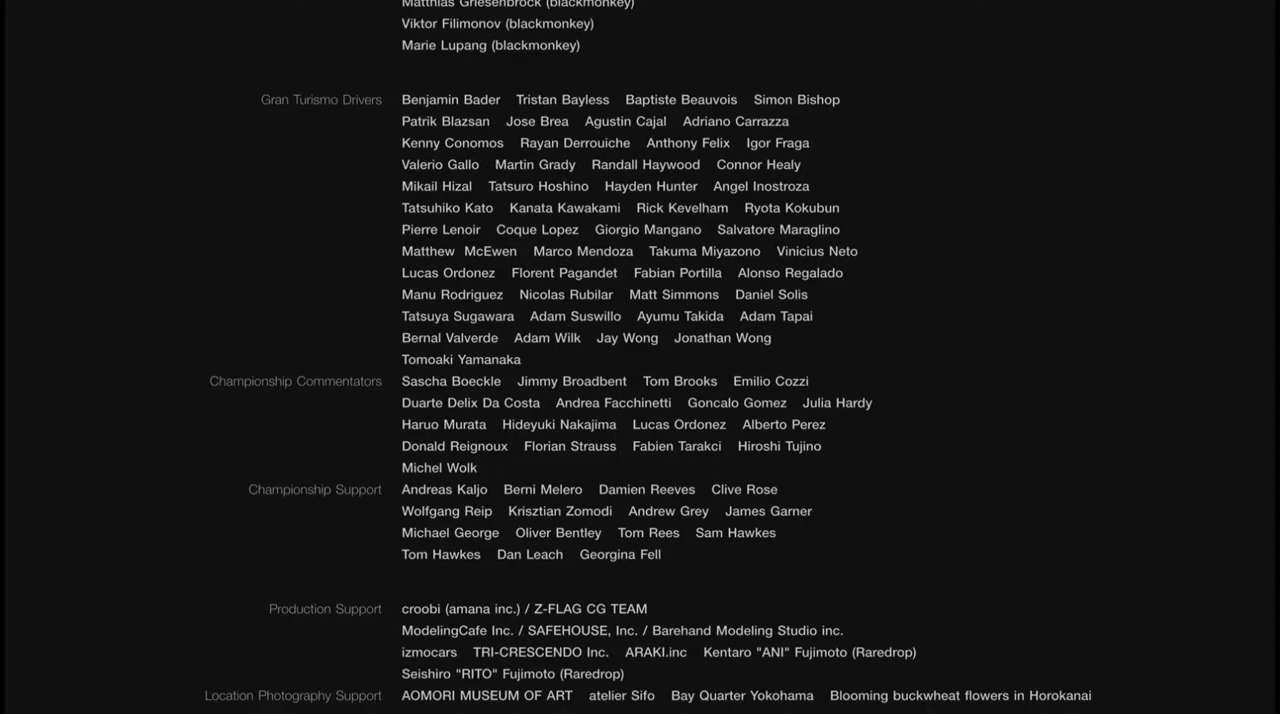 Matthias Griesenbrock (blackmonkey)
Viktor Filimonov (blackmonkey)
Marie Lupang (blackmonkey)
Gran Turismo Drivers Benjamin Bader Tristan Bayless Baptiste Beauvois Simon Bishop
Patrik Blazsan Jose Brea Agustin Cajal Adriano Carrazza
Kenny Conomos Rayan Derrouiche Anthony Felix Igor Fraga
Valerio Gallo Martin Grady Randall Haywood Connor Healy
Mikail Hizal Tatsuro Hoshino Hayden Hunter Angel Inostroza
Tatsuhiko Kato Kanata Kawakami Rick Kevelham Ryota Kokubun
Pierre Lenoir Coque Lopez Giorgio Mangano Salvatore Maraglino
Matthew McEwen Marco Mendoza Takuma Miyazono Vinicius Neto
Lucas Ordonez Florent Pagandet Fabian Portilla Alonso Regalado
Manu Rodriguez Nicolas Rubilar Matt Simmons Daniel Solis
Tatsuya Sugawara Adam Suswillo Ayumu Takida Adam Tapai
Bernal Valverde Adam Wilk Jay Wong Jonathan Wong
Tomoaki Yamanaka
Championship Commentators Sascha Boeckle Jimmy Broadbent Tom Brooks Emilio Cozzi
Duarte Delix Da Costa Andrea Facchinetti Goncalo Gomez Julia Hardy
Haruo Murata Hideyuki Nakajima Lucas Ordonez Alberto Perez
Donald Reignoux Florian Strauss Fabien Tarakci Hiroshi Tujino
Michel Wolk
Championship Support Andreas Kaljo Berni Melero Damien Reeves Clive Rose
Wolfgang Reip Krisztian Zomodi Andrew Grey James Garner
Michael George Oliver Bentley Tom Rees Sam Hawkes
Tom Hawkes Dan Leach Georgina Fell
Production Support croobi (amana inc.) / Z-FLAG CG TEAM
ModelingCafe Inc. / SAFEHOUSE, Inc. / Barehand Modeling Studio inc.
izmocars TRI-CRESCENDO Inc. ARAKI.inc Kentaro "ANI" Fujimoto (Raredrop)
Seishiro "RITO" Fujimoto (Raredrop)
Location Photography Support AOMORI MUSEUM OF ART atelier Sifo Bay Quarter Yokohama Blooming buckwheat flowers in Horokanai